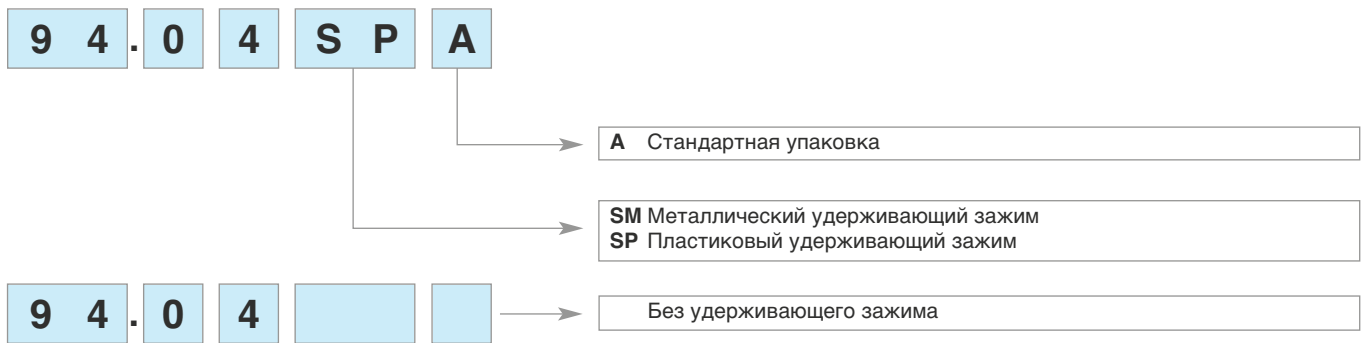 9 4 . 0 4 S P A
A Стандартная упаковка
SM Металлический удерживающий зажим
SP Пластиковый удерживающий зажим
9 4 . 0 4
Без удерживающего зажима